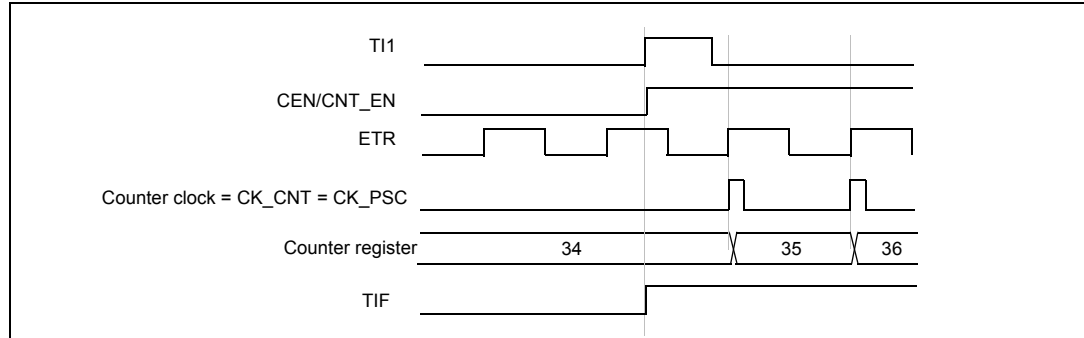 TI1
CEN/CNT_EN
ETR
Counter clock = CK_CNT = CK_PSC
Counter register 34 35 36
TIF